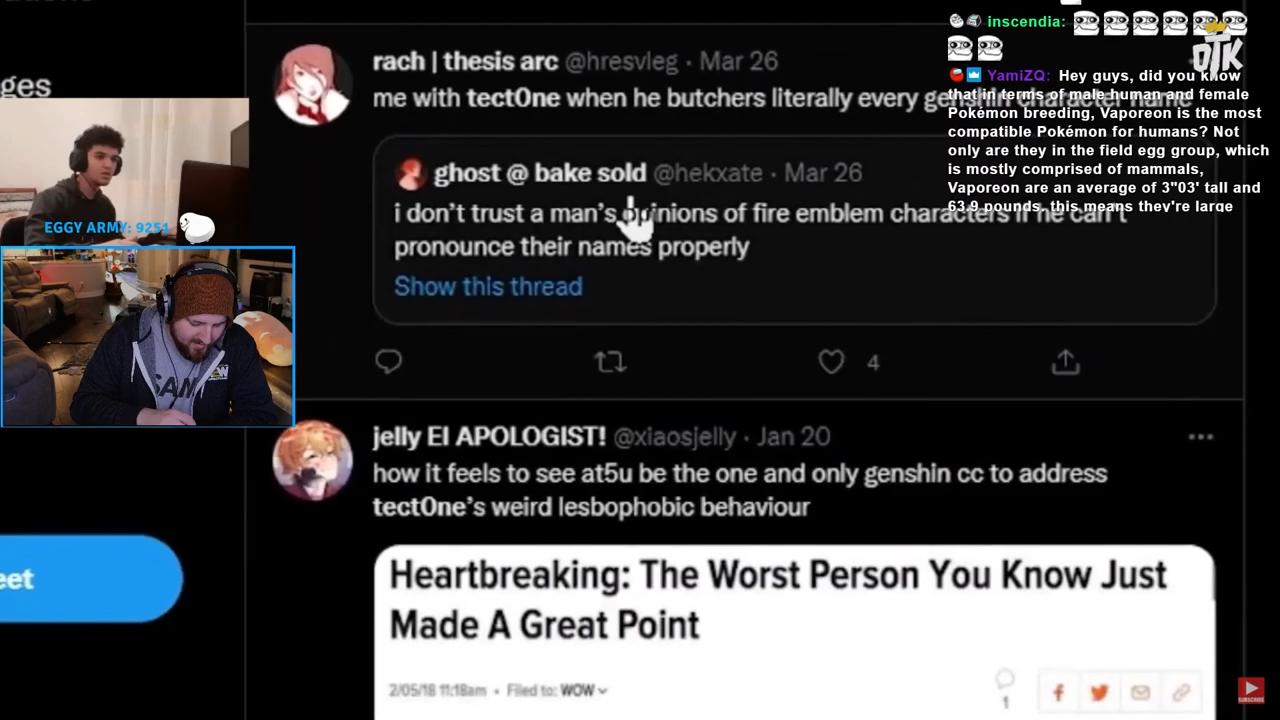 ges
rach | thesis arc @hresvleg · Mar 26
me with tect0ne when he butchers literally every genshin character name
ghost @ bake sold @hekxate · Mar 26
i don't trust a man's opinions of fire emblem characters if he can't
pronounce their names properly
Show this thread
4
jelly EI APOLOGIST! @xiaosjelly · Jan 20
how it feels to see at5u be the one and only genshin cc to address
tect0ne's weird lesbophobic behaviour
Heartbreaking: The Worst Person You Know Just
Made A Great Point
2/05/18 11:18am • Filed to: WOW
1
eet
EGGY ARMY: 9251
SAM
inscendia:
OTK
YamiZQ: Hey guys, did you know
that in terms of male human and female
Pokémon breeding, Vaporeon is the most
compatible Pokémon for humans? Not
only are they in the field egg group, which
is mostly comprised of mammals,
Vaporeon are an average of 3"03' tall and
63.9 pounds, this means they're large
SUBSCRIBE